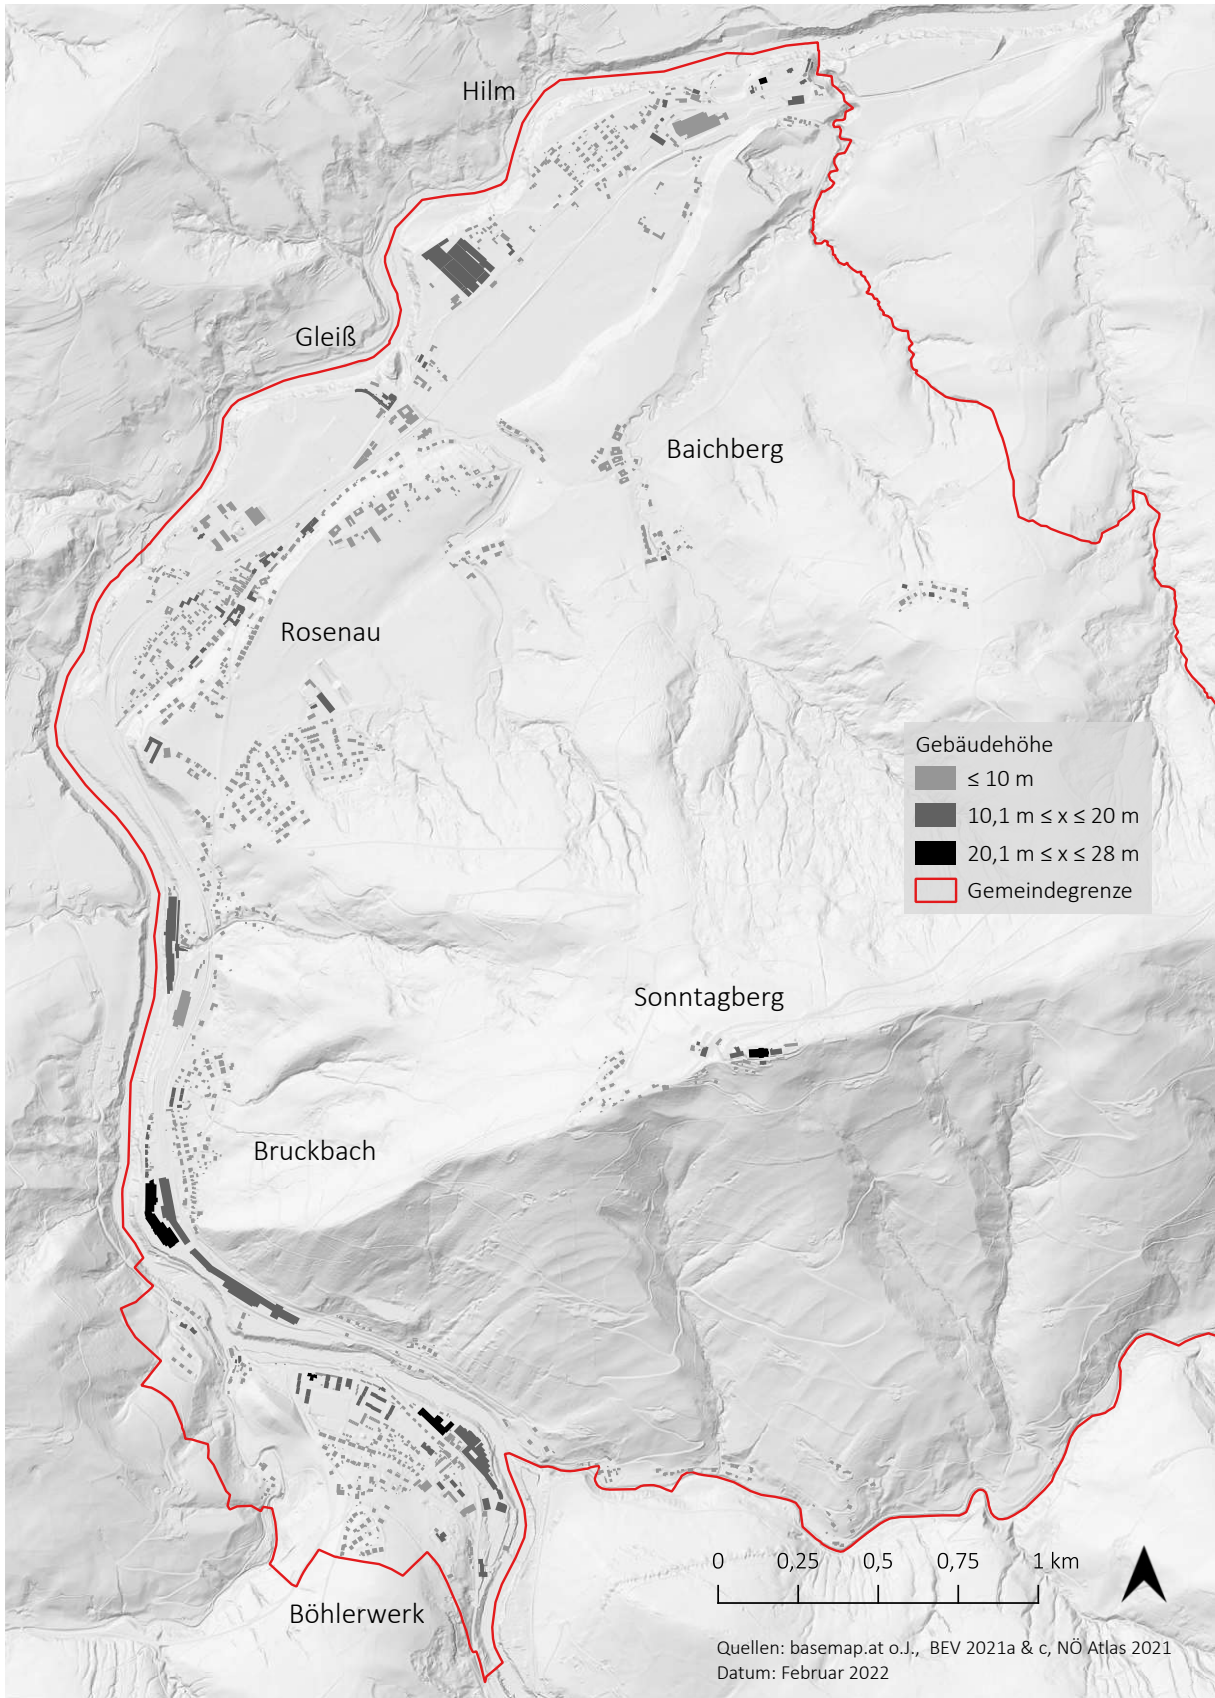 Hilm
Gleiß
Baichberg
Rosenau
Gebäudehöhe
≤ 10 m
10,1 m ≤ x ≤ 20 m
20,1 m ≤ x ≤ 28 m
Gemeindegrenze
Sonntagberg
Bruckbach
0 0,25 0,5 0,75 1 km
Böhlerwerk
Quellen: basemap.at o.J., BEV 2021a & c, NÖ Atlas 2021
Datum: Februar 2022